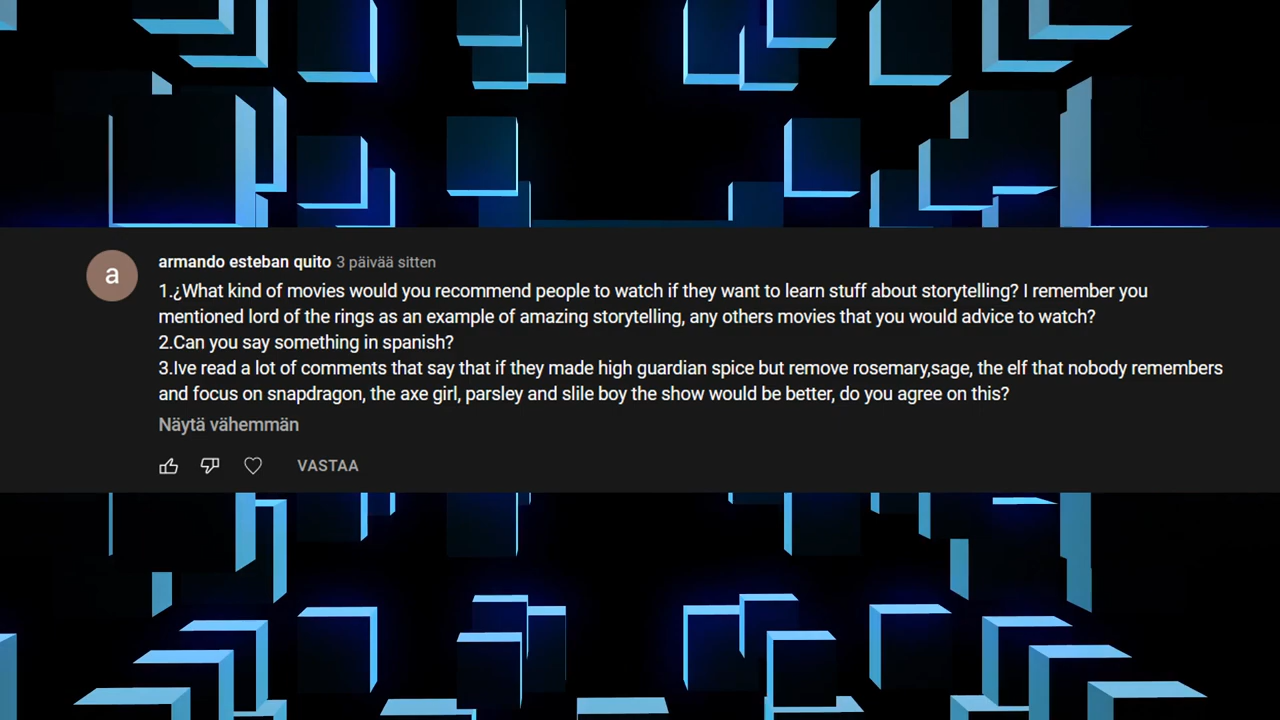 a
armando esteban quito 3 päivää sitten
1.¿What kind of movies would you recommend people to watch if they want to learn stuff about storytelling? I remember you
mentioned lord of the rings as an example of amazing storytelling, any others movies that you would advice to watch?
2.Can you say something in spanish?
3.Ive read a lot of comments that say that if they made high guardian spice but remove rosemary,sage, the elf that nobody remembers
and focus on snapdragon, the axe girl, parsley and slile boy the show would be better, do you agree on this?
Näytä vähemmän
VASTAA